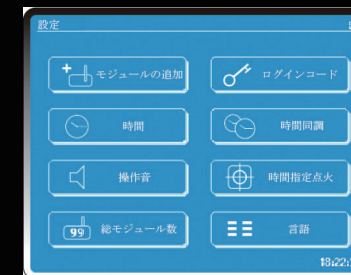 設定
モジュールの追加
ログインコード
時間
時間同調
操作音
時間指定点火
99
総モジュール数
言語
18:22: